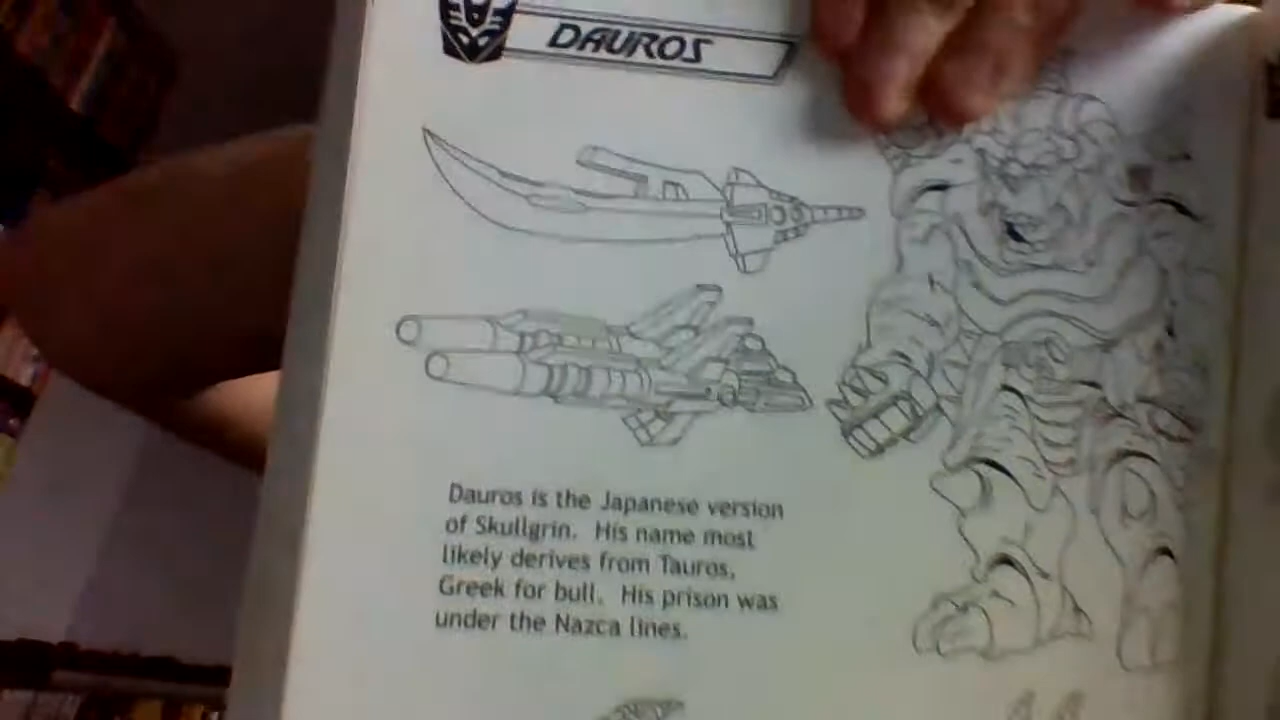 DAUROS
Dauros is the Japanese version
of Skullgrin. His name most
likely derives from Tauros,
Greek for bull. His prison was
under the Nazca lines.